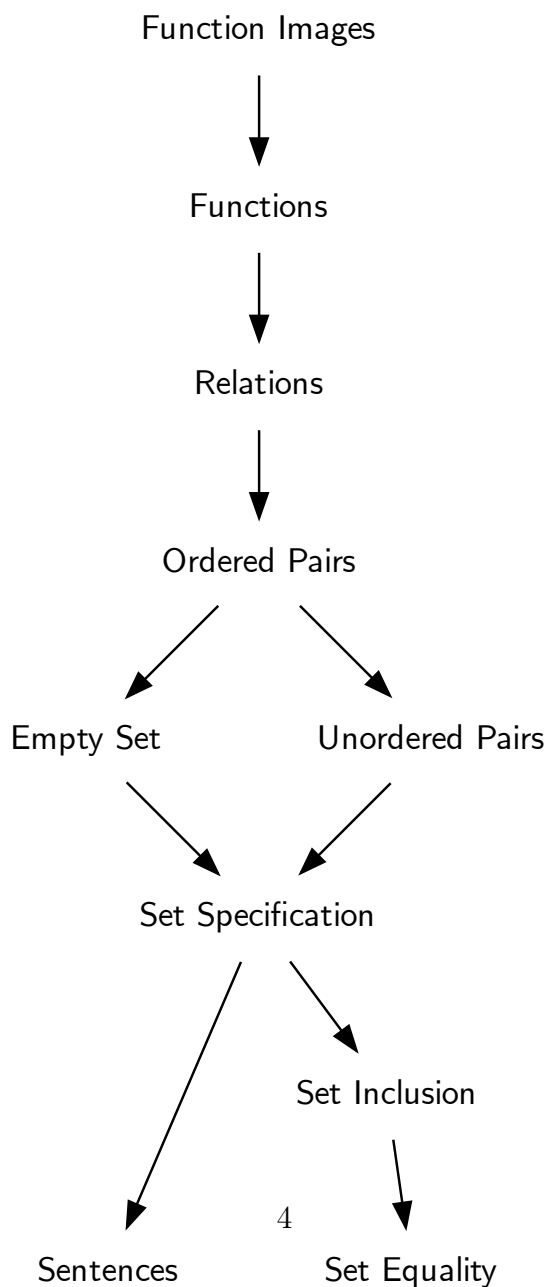 Function Images
Functions
Relations
Ordered Pairs
Empty Set
Unordered Pairs
Set Specification
Set Inclusion
4
Sentences
Set Equality